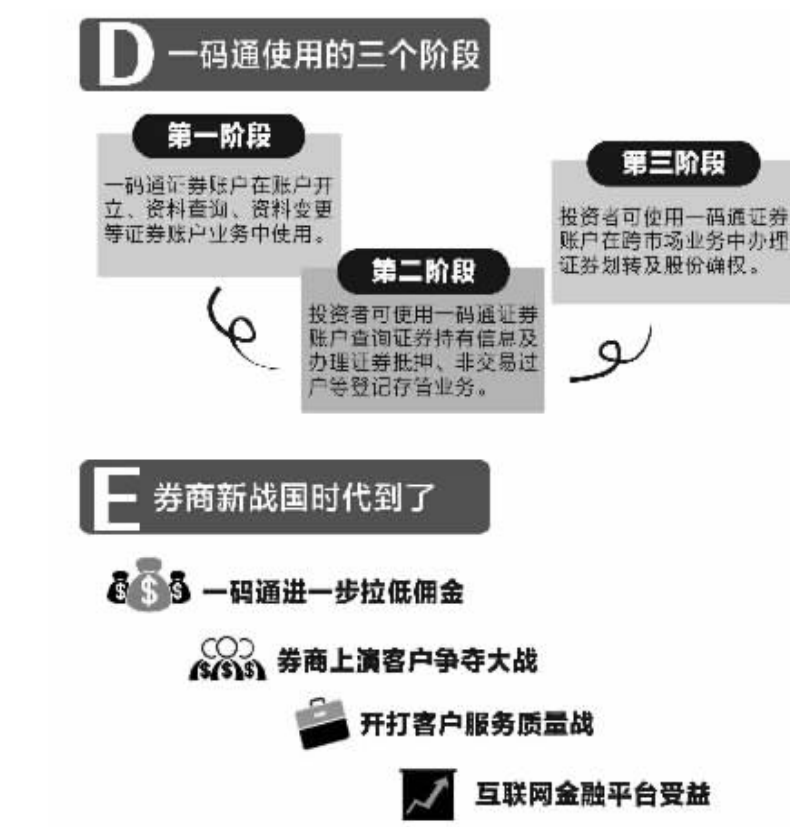 D 一码通使用的三个阶段
第一阶段
一码通证券账户在账户开
立、资料查询、资料变更
等证券账户业务中使用。
第二阶段
投资者可使用一码通证券
账户查询证券持有信息及
办理证券抵押、非交易过
户等登记存管业务。
第三阶段
投资者可使用一码通证券
账户在跨市场业务中办理
证券划转及股份确权。
E 券商新战国时代到了
$ $ $ 一码通进一步拉低佣金
$ $ $ 券商上演客户争夺大战
开打客户服务质量战
互联网金融平台受益